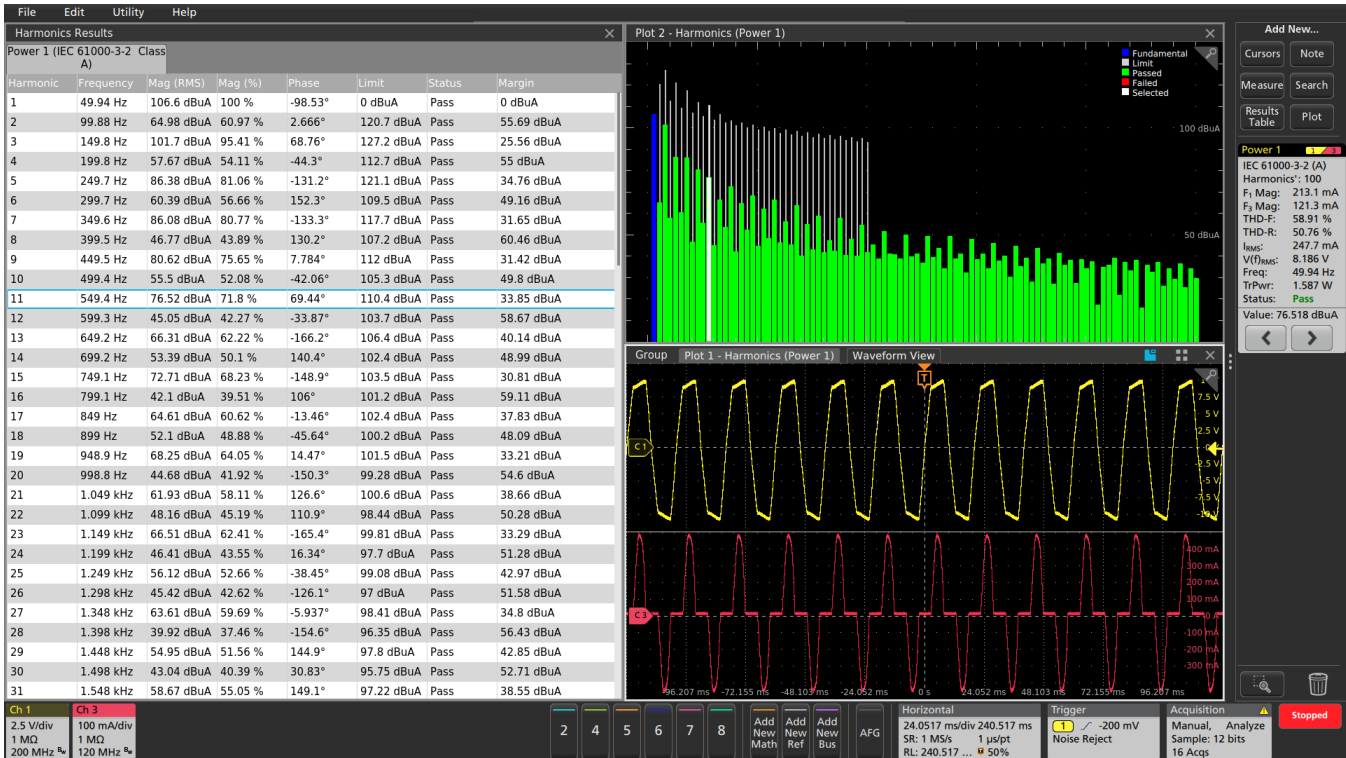 File Edit Utility Help
Harmonics Results
Power 1 (IEC 61000-3-2 Class
A)
Harmonic Frequency Mag (RMS) Mag (%) Phase Limit Status Margin
1 49.94 Hz 106.6 dBuA 100 % -98.53° 0 dBuA Pass 0 dBuA
2 99.88 Hz 64.98 dBuA 60.97 % 2.666° 120.7 dBuA Pass 55.69 dBuA
3 149.8 Hz 101.7 dBuA 95.41 % 68.76° 127.2 dBuA Pass 25.56 dBuA
4 199.8 Hz 57.67 dBuA 54.11 % -44.3° 112.7 dBuA Pass 55 dBuA
5 249.7 Hz 86.38 dBuA 81.06 % -131.2° 121.1 dBuA Pass 34.76 dBuA
6 299.7 Hz 60.39 dBuA 56.66 % 152.3° 109.5 dBuA Pass 49.16 dBuA
7 349.6 Hz 86.08 dBuA 80.77 % -133.3° 117.7 dBuA Pass 31.65 dBuA
8 399.5 Hz 46.77 dBuA 43.89 % 130.2° 107.2 dBuA Pass 60.46 dBuA
9 449.5 Hz 80.62 dBuA 75.65 % 7.784° 112 dBuA Pass 31.42 dBuA
10 499.4 Hz 55.5 dBuA 52.08 % -42.06° 105.3 dBuA Pass 49.8 dBuA
11 549.4 Hz 76.52 dBuA 71.8 % 69.44° 110.4 dBuA Pass 33.85 dBuA
12 599.3 Hz 45.05 dBuA 42.27 % -33.87° 103.7 dBuA Pass 58.67 dBuA
13 649.2 Hz 66.31 dBuA 62.22 % -166.2° 106.4 dBuA Pass 40.14 dBuA
14 699.2 Hz 53.39 dBuA 50.1 % 140.4° 102.4 dBuA Pass 48.99 dBuA
15 749.1 Hz 72.71 dBuA 68.23 % -148.9° 103.5 dBuA Pass 30.81 dBuA
16 799.1 Hz 42.1 dBuA 39.51 % 106° 101.2 dBuA Pass 59.11 dBuA
17 849 Hz 64.61 dBuA 60.62 % -13.46° 102.4 dBuA Pass 37.83 dBuA
18 899 Hz 52.1 dBuA 48.88 % -45.64° 100.2 dBuA Pass 48.09 dBuA
19 948.9 Hz 68.25 dBuA 64.05 % 14.47° 101.5 dBuA Pass 33.21 dBuA
20 998.8 Hz 44.68 dBuA 41.92 % -150.3° 99.28 dBuA Pass 54.6 dBuA
21 1.049 kHz 61.93 dBuA 58.11 % 126.6° 100.6 dBuA Pass 38.66 dBuA
22 1.099 kHz 48.16 dBuA 45.19 % 110.9° 98.44 dBuA Pass 50.28 dBuA
23 1.149 kHz 66.51 dBuA 62.41 % -165.4° 99.81 dBuA Pass 33.29 dBuA
24 1.199 kHz 46.41 dBuA 43.55 % 16.34° 97.7 dBuA Pass 51.28 dBuA
25 1.249 kHz 56.12 dBuA 52.66 % -38.45° 99.08 dBuA Pass 42.97 dBuA
26 1.298 kHz 45.42 dBuA 42.62 % -126.1° 97 dBuA Pass 51.58 dBuA
27 1.348 kHz 63.61 dBuA 59.69 % -5.937° 98.41 dBuA Pass 34.8 dBuA
28 1.398 kHz 39.92 dBuA 37.46 % -154.6° 96.35 dBuA Pass 56.43 dBuA
29 1.448 kHz 54.95 dBuA 51.56 % 144.9° 97.8 dBuA Pass 42.85 dBuA
30 1.498 kHz 43.04 dBuA 40.39 % 30.83° 95.75 dBuA Pass 52.71 dBuA
31 1.548 kHz 58.67 dBuA 55.05 % 149.1° 97.22 dBuA Pass 38.55 dBuA
Plot 2 - Harmonics (Power 1)
Fundamental
Limit
Passed
Failed
Selected
100 dBuA
50 dBuA
Group Plot 1 - Harmonics (Power 1) Waveform View
T
7.5 V
5 V
2.5 V
C1
-2.5 V
-5 V
-7.5 V
-10 V
400 mA
300 mA
200 mA
100 mA
C3
0 A
-100 mA
-200 mA
-300 mA
-96.207 ms -72.155 ms -48.103 ms -24.052 ms 0 s 24.052 ms 48.103 ms 72.155 ms 96.207 ms
Add New...
Cursors Note
Measure Search
Results
Table
Plot
Power 1 1 3
IEC 61000-3-2 (A)
Harmonics': 100
F₁ Mag: 213.1 mA
F₃ Mag: 121.3 mA
THD-F: 58.91 %
THD-R: 50.76 %
IRMS: 247.7 mA
V(f)RMS: 8.186 V
Freq: 49.94 Hz
TrPwr: 1.587 W
Status: Pass
Value: 76.518 dBuA
Ch 1
2.5 V/div
1 MΩ
200 MHz Bw
Ch 3
100 mA/div
1 MΩ
120 MHz Bw
2 4 5 6 7 8
Add
New
Math
Add
New
Ref
Add
New
Bus
AFG
Horizontal
24.0517 ms/div 240.517 ms
SR: 1 MS/s 1 µs/pt
RL: 240.517 ... 50%
Trigger
1 -200 mV
Noise Reject
Acquisition
Manual, Analyze
Sample: 12 bits
16 Acqs
Stopped